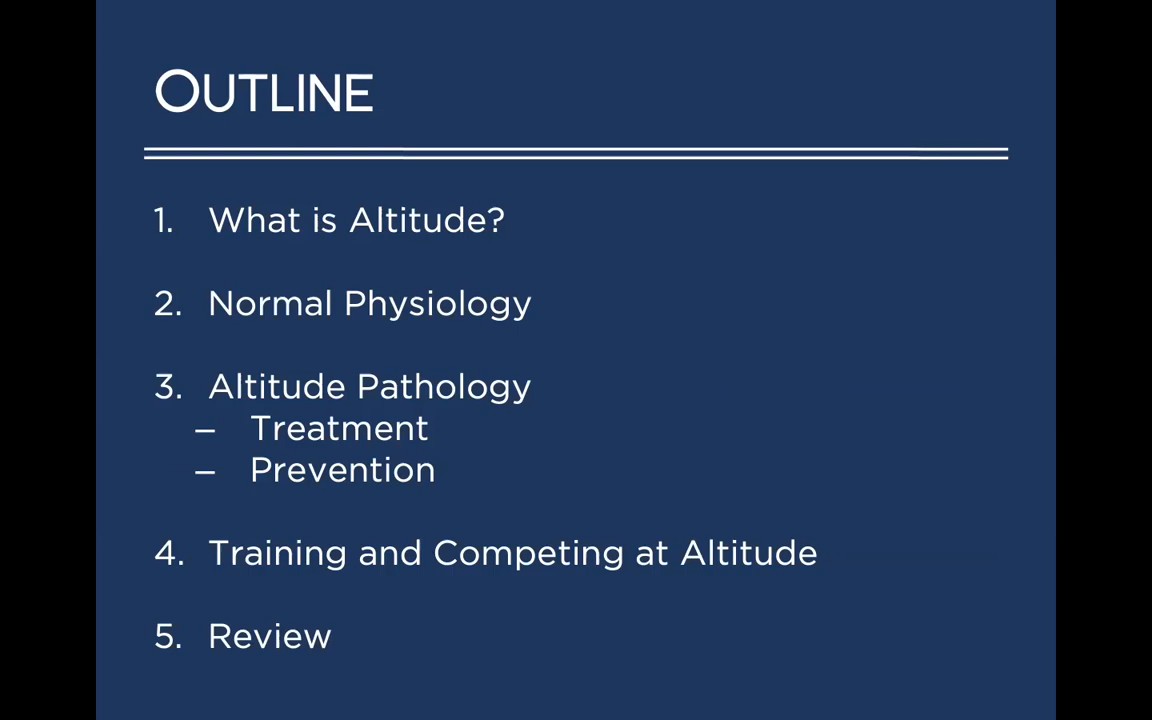 OUTLINE
1. What is Altitude?
2. Normal Physiology
3. Altitude Pathology
– Treatment
– Prevention
4. Training and Competing at Altitude
5. Review